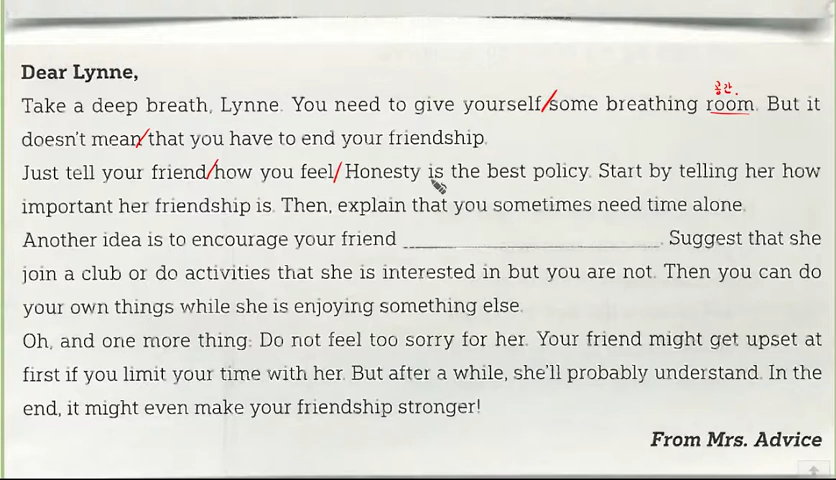 Dear Lynne,
공간.
Take a deep breath, Lynne. You need to give yourself/some breathing room. But it
doesn't mean/that you have to end your friendship.
Just tell your friend/how you feel/ Honesty is the best policy. Start by telling her how
important her friendship is. Then, explain that you sometimes need time alone.
Another idea is to encourage your friend ____________________. Suggest that she
join a club or do activities that she is interested in but you are not. Then you can do
your own things while she is enjoying something else.
Oh, and one more thing: Do not feel too sorry for her. Your friend might get upset at
first if you limit your time with her. But after a while, she'll probably understand. In the
end, it might even make your friendship stronger!
From Mrs. Advice